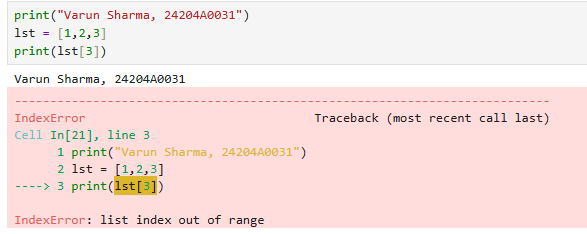 print("Varun Sharma, 24204A0031")
lst = [1,2,3]
print(lst[3])
Varun Sharma, 24204A0031
---------------------------------------------------------------------------
IndexError                                Traceback (most recent call last)
Cell In[21], line 3
      1 print("Varun Sharma, 24204A0031")
      2 lst = [1,2,3]
----> 3 print(lst[3])
IndexError: list index out of range